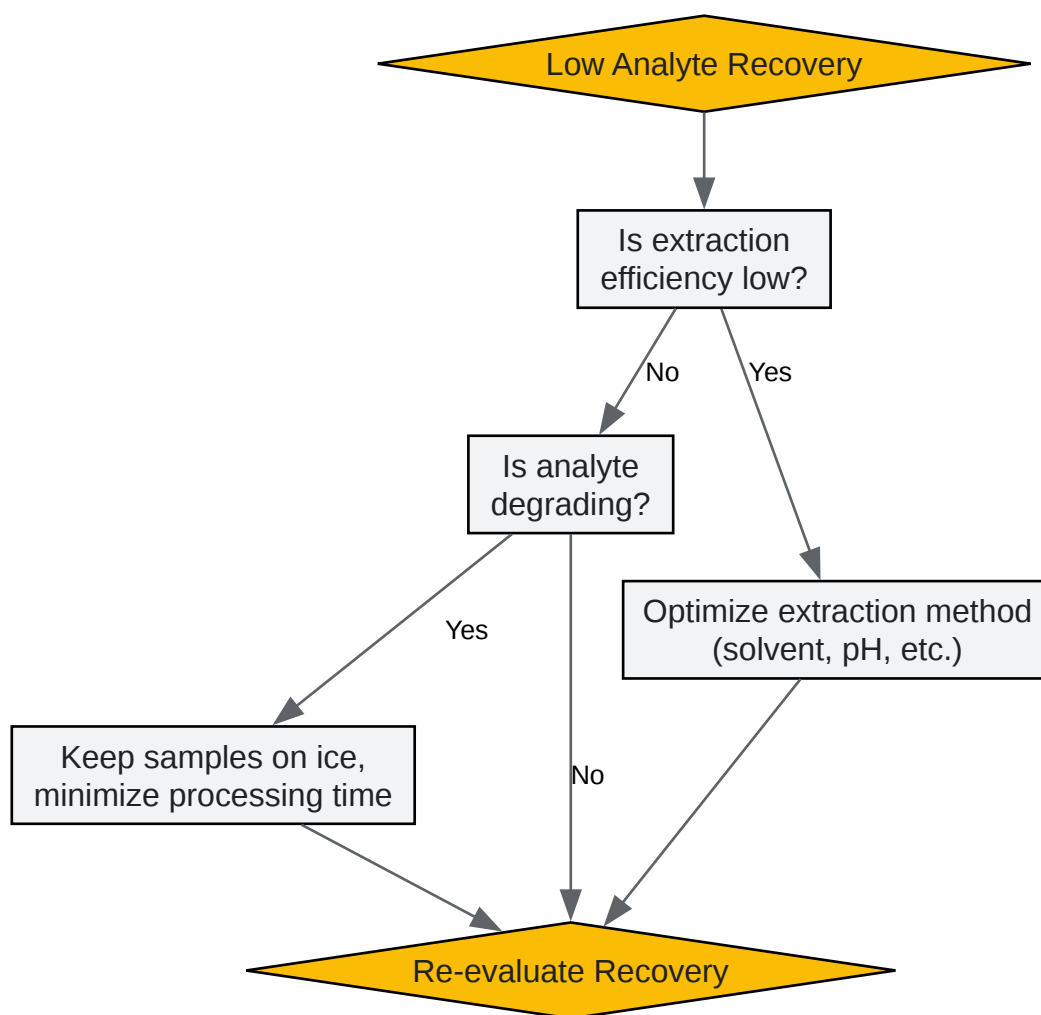 Low Analyte Recovery
Is extraction
efficiency low?
No
Yes
Is analyte
degrading?
Yes
Optimize extraction method
(solvent, pH, etc.)
Keep samples on ice,
minimize processing time
No
Re-evaluate Recovery